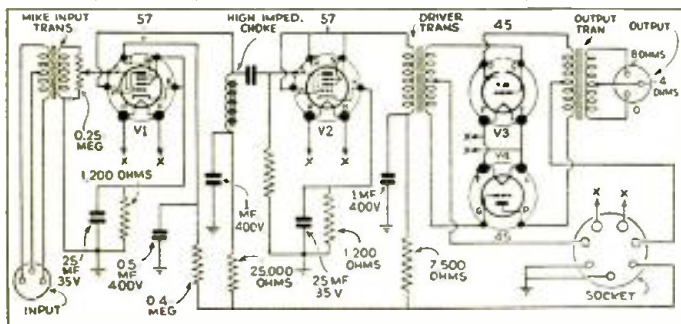 MIKE INPUT
TRANS
57
HIGH IMPED.
CHOKE
57
DRIVER
TRANS
45
OUTPUT
TRAN
OUTPUT
8 OHMS
4
OHMS
0
V1
V2
V3
V4
0.25
MEG
X X
X X
X
X
X X
1,200 OHMS
1
MF
400V
1 MF
400V
G P
45
25
MF
35V
0.5
MF
400V
0.4
MEG
25,000
OHMS
25 MF
35 V
1,200
OHMS
7,500
OHMS
INPUT
SOCKET